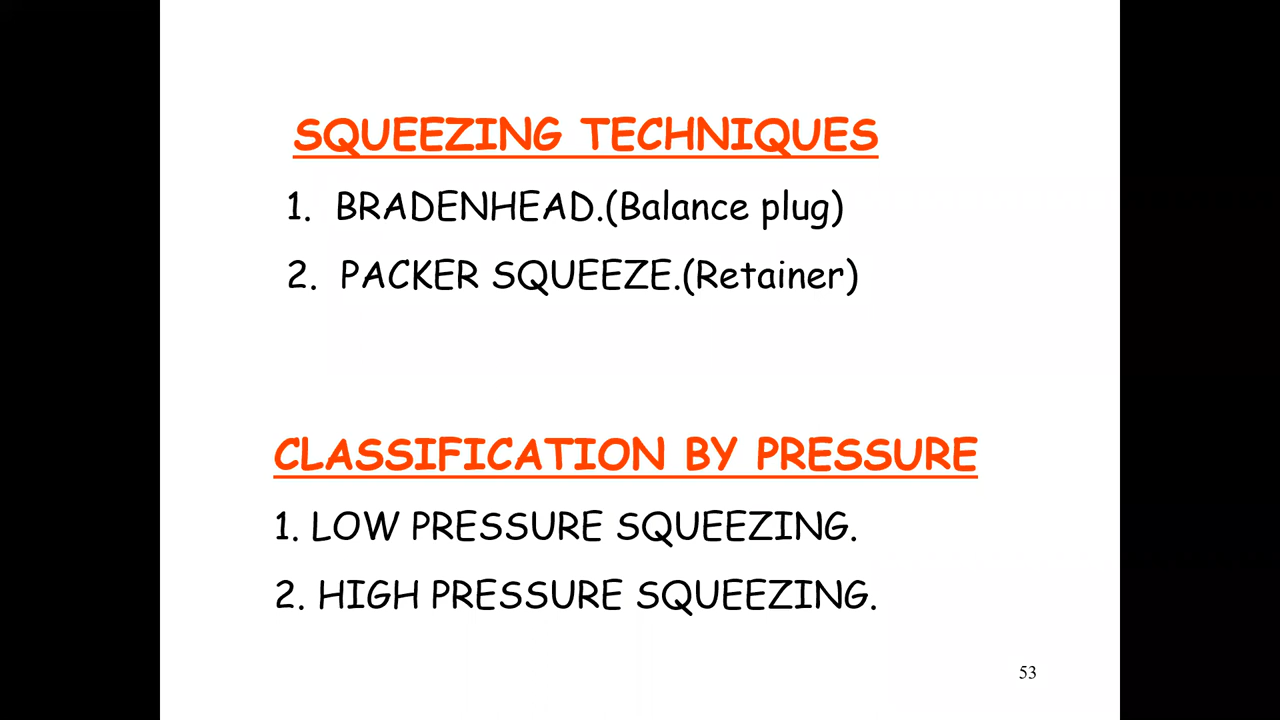 SQUEEZING TECHNIQUES
1. BRADENHEAD.(Balance plug)
2. PACKER SQUEEZE.(Retainer)
CLASSIFICATION BY PRESSURE
1. LOW PRESSURE SQUEEZING.
2. HIGH PRESSURE SQUEEZING.
53